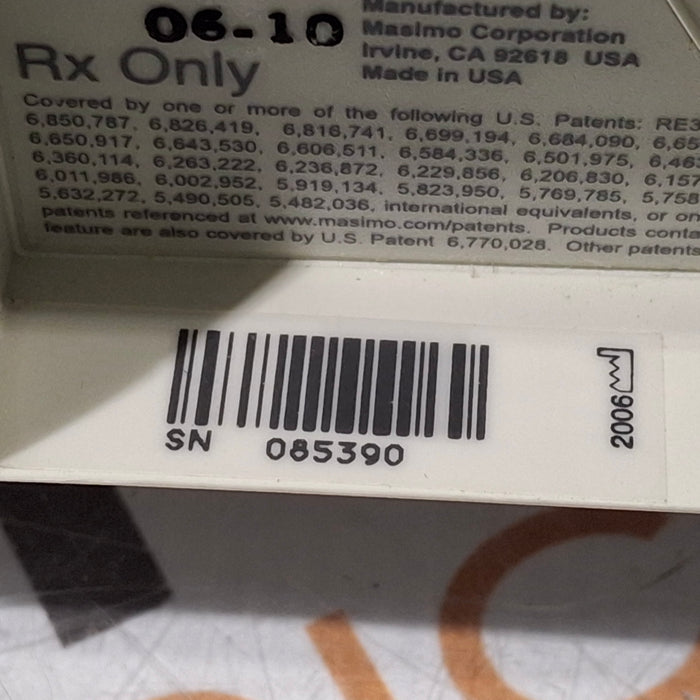 06-10
Rx Only
Manufactured by:
Masimo Corporation
Irvine, CA 92618 USA
Made in USA
Covered by one or more of the following U.S. Patents: RE3
6,850,787, 6,826,419, 6,816,741, 6,699,194, 6,684,090, 6,65
6,650,917, 6,643,530, 6,606,511, 6,584,336, 6,501,975, 6,46
6,360,114, 6,263,222, 6,236,872, 6,229,856, 6,206,830, 6,157
6,011,986, 6,002,952, 5,919,134, 5,823,950, 5,769,785, 5,758
5,632,272, 5,490,505, 5,482,036, international equivalents, or on
patents referenced at www.masimo.com/patents. Products conta
feature are also covered by U.S. Patent 6,770,028. Other patents
SN 085390
2006